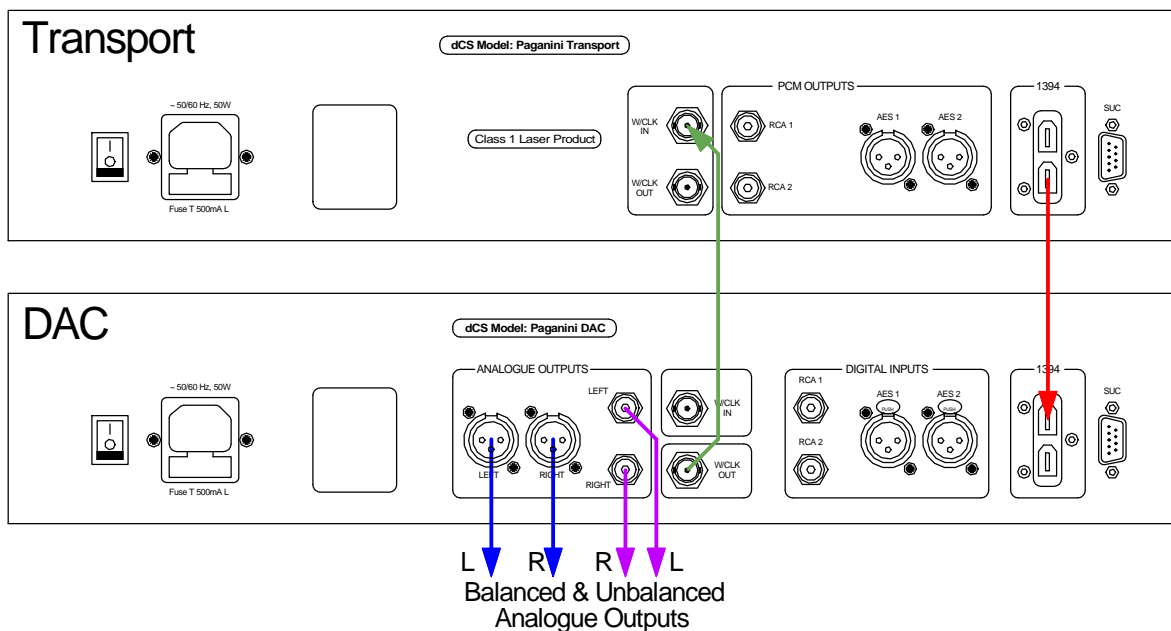 Transport
dCS Model: Paganini Transport
~ 50/60 Hz, 50W
Fuse T 500mA L
Class 1 Laser Product
W/CLK
IN
W/CLK
OUT
PCM OUTPUTS
RCA 1
RCA 2
AES 1
AES 2
1394
SUC
DAC
dCS Model: Paganini DAC
~ 50/60 Hz, 50W
Fuse T 500mA L
ANALOGUE OUTPUTS
LEFT
LEFT
RIGHT
RIGHT
W/CLK
IN
W/CLK
OUT
DIGITAL INPUTS
RCA 1
RCA 2
AES 1
PUSH
AES 2
PUSH
1394
SUC
L R R L
Balanced & Unbalanced
Analogue Outputs